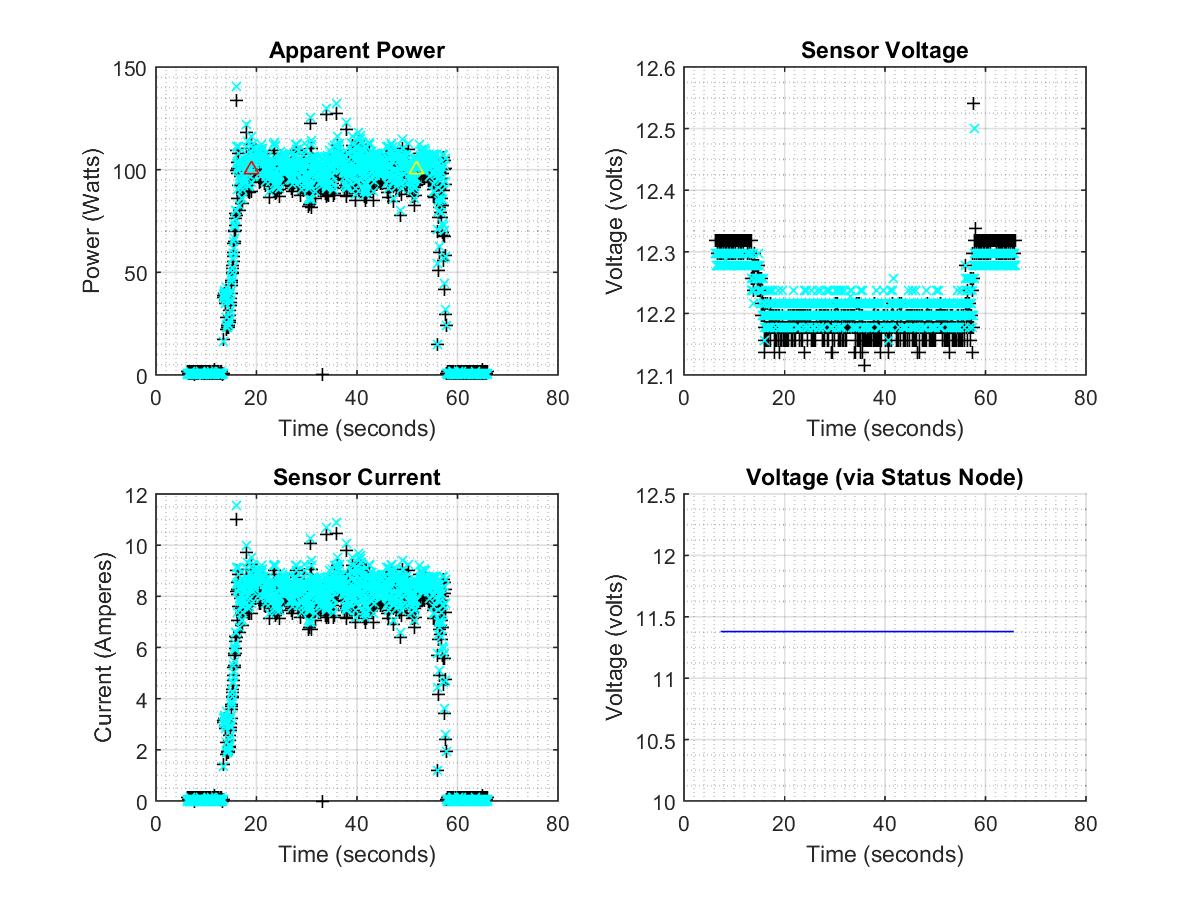 Apparent Power
150
100
50
0
Power (Watts)
0 20 40 60 80
Time (seconds)
Sensor Voltage
12.6
12.5
12.4
12.3
12.2
12.1
Voltage (volts)
0 20 40 60 80
Time (seconds)
Sensor Current
12
10
8
6
4
2
0
Current (Amperes)
0 20 40 60 80
Time (seconds)
Voltage (via Status Node)
12.5
12
11.5
11
10.5
10
Voltage (volts)
0 20 40 60 80
Time (seconds)